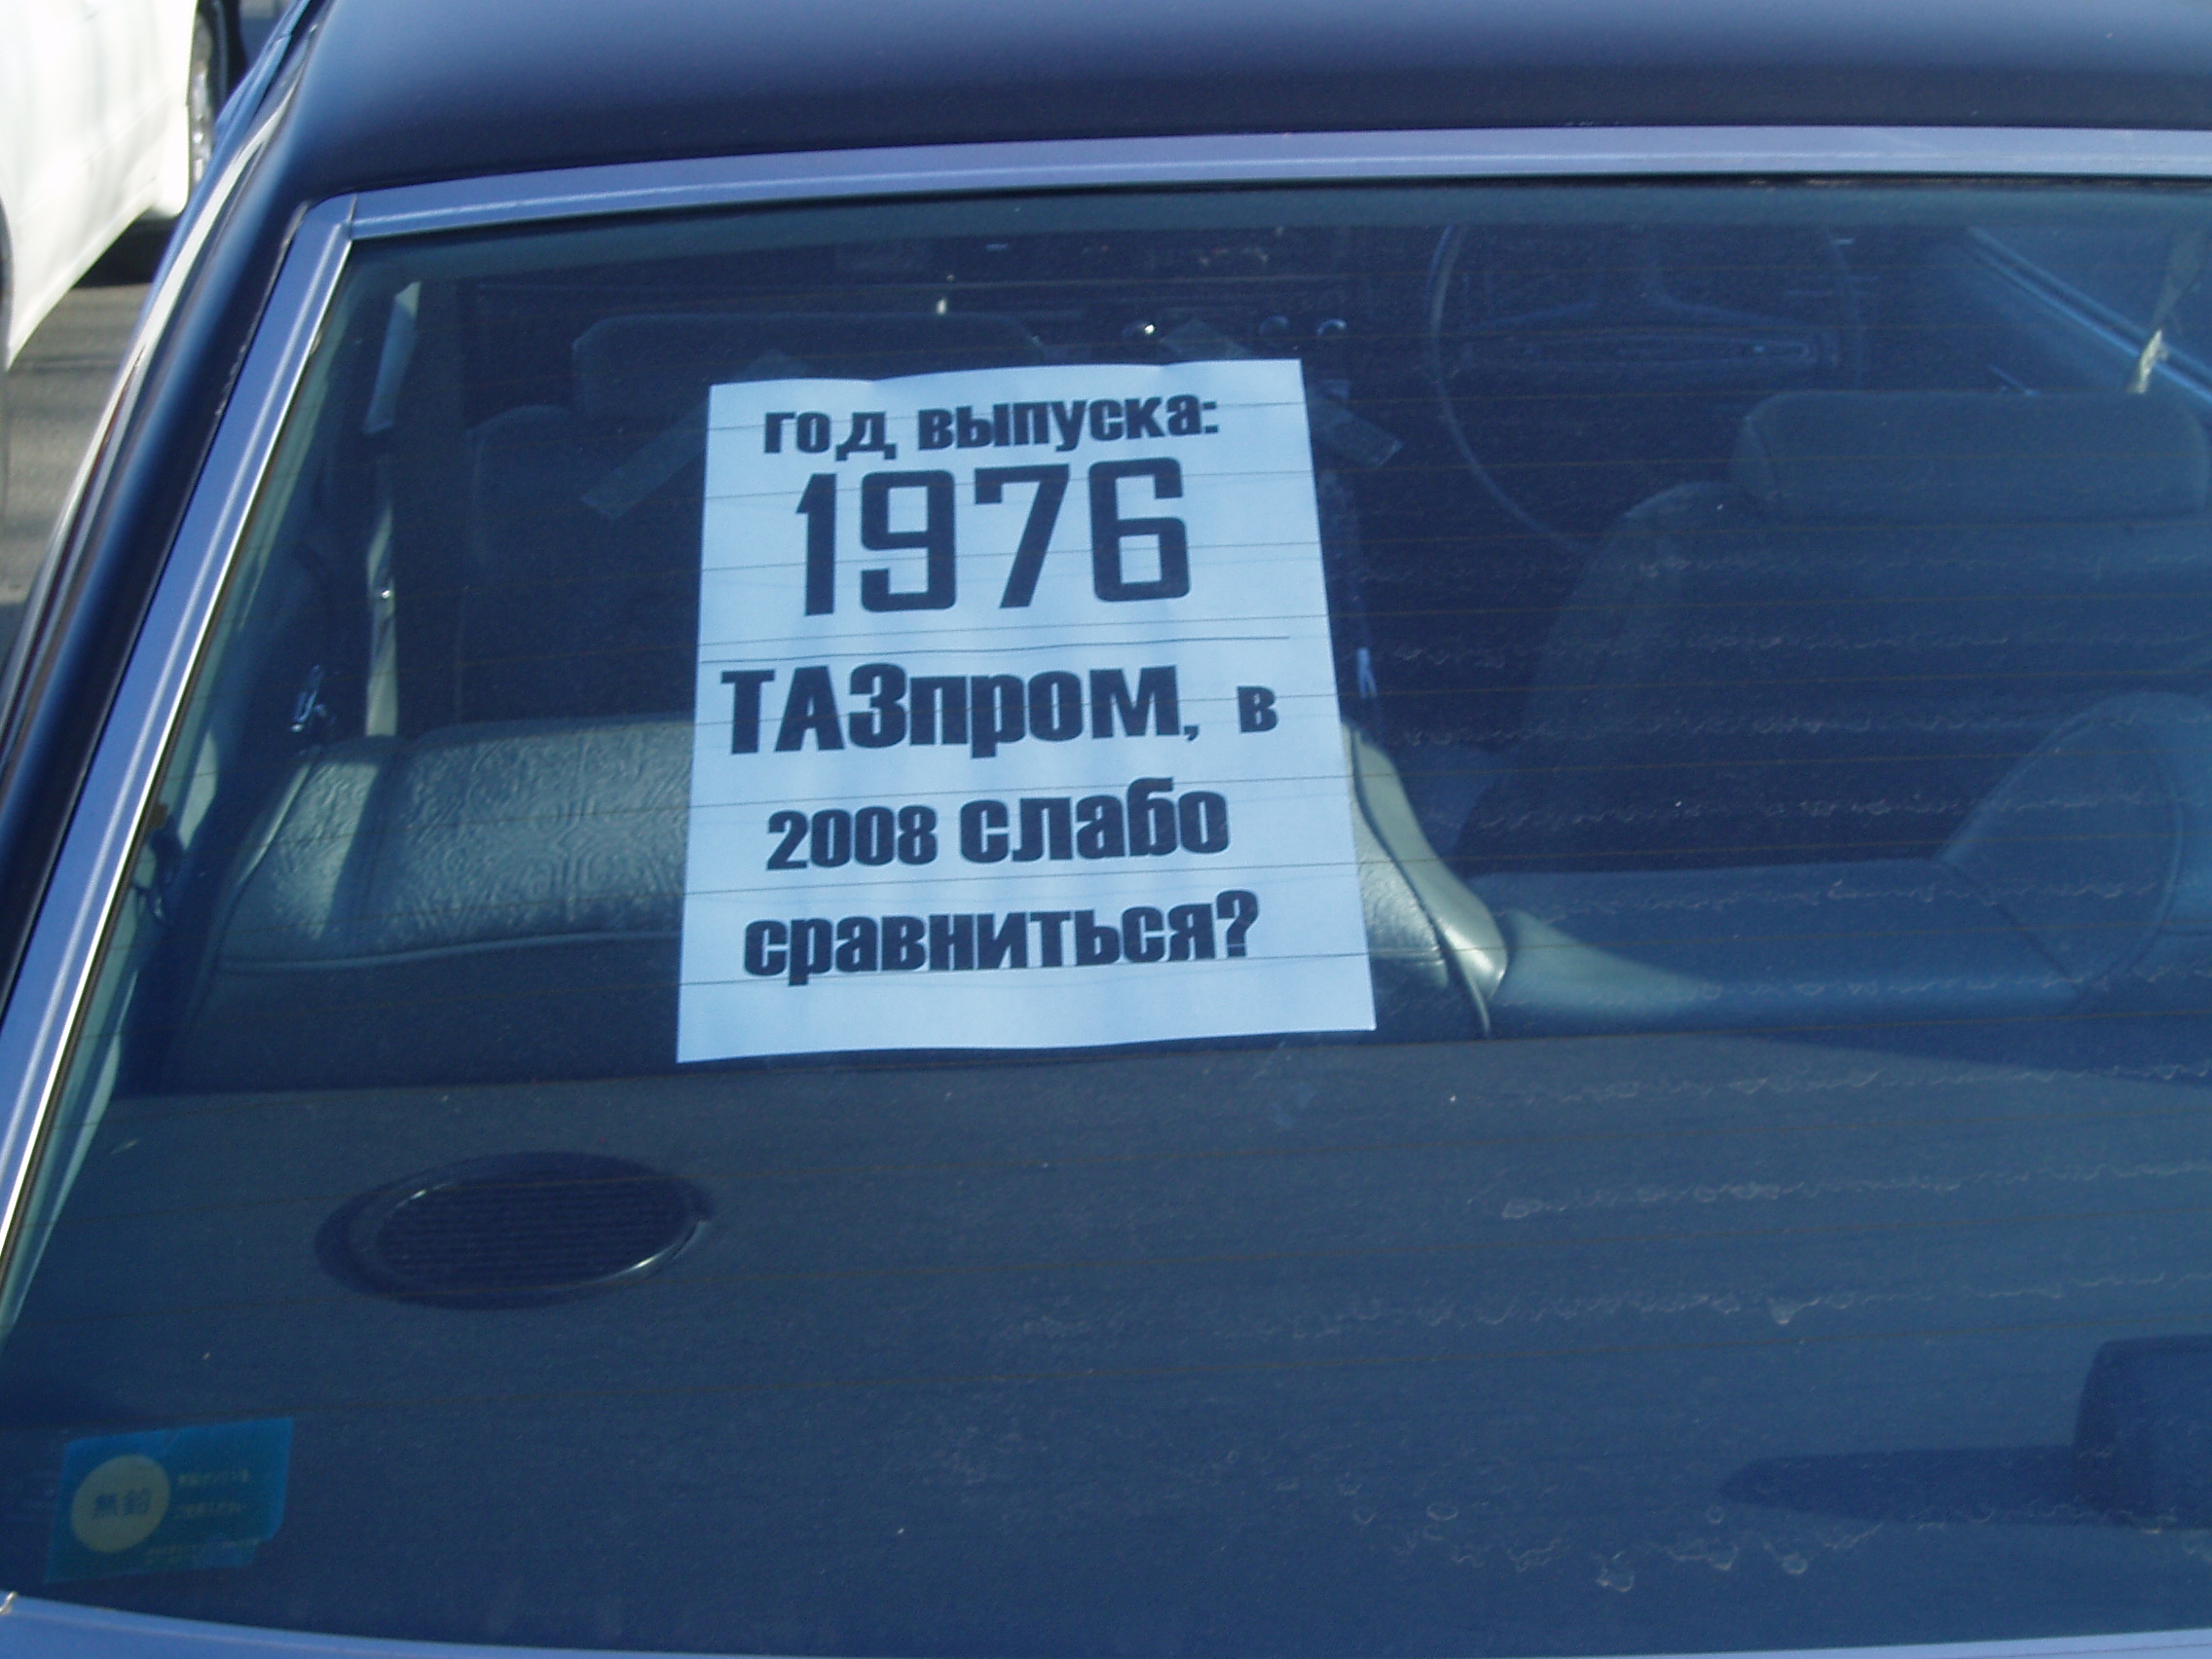 год выпуска:
1976
ТАЗпром, в
2008 слабо
сравниться?